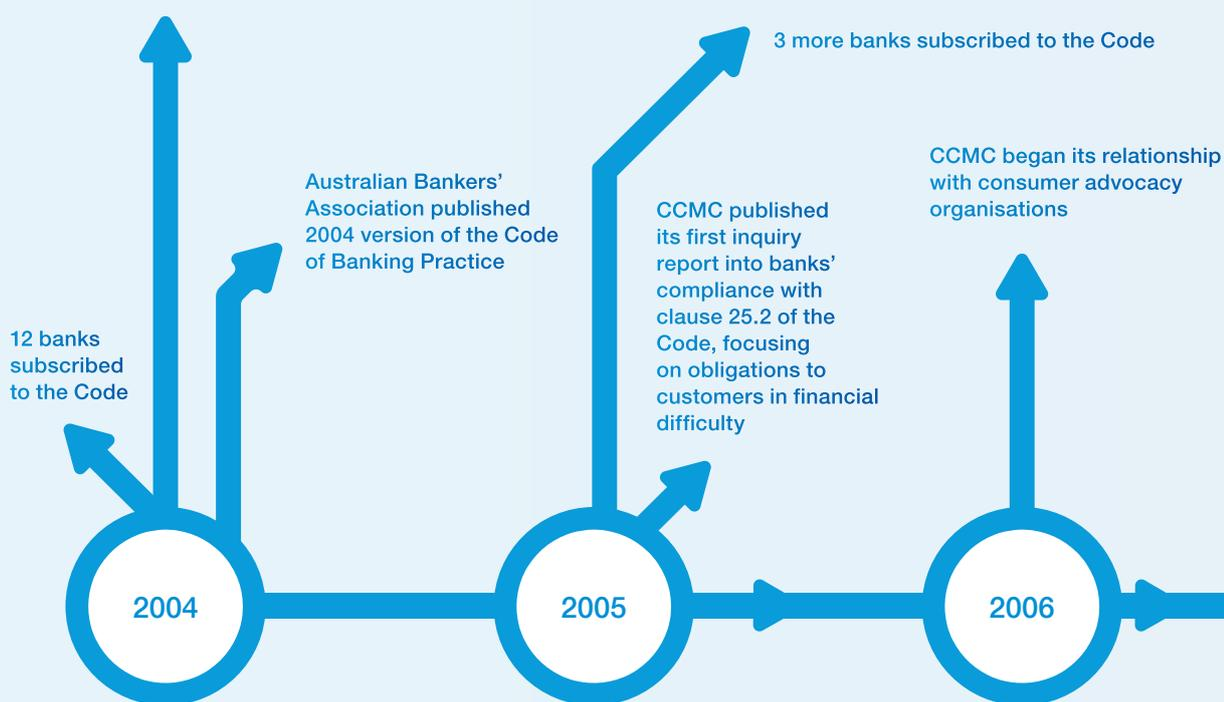 3 more banks subscribed to the Code
Australian Bankers’
Association published
2004 version of the Code
of Banking Practice
12 banks
subscribed
to the Code
CCMC published
its first inquiry
report into banks’
compliance with
clause 25.2 of the
Code, focusing
on obligations to
customers in financial
difficulty
CCMC began its relationship
with consumer advocacy
organisations
2004
2005
2006